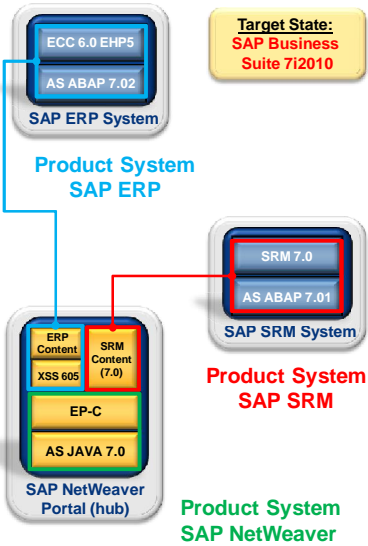 ECC 6.0 EHP5
AS ABAP 7.02
SAP ERP System
Target State:
SAP Business
Suite 7i2010
Product System
SAP ERP
SRM 7.0
AS ABAP 7.01
SAP SRM System
Product System
SAP SRM
ERP
Content
XSS 605
SRM
Content
(7.0)
EP-C
AS JAVA 7.0
SAP NetWeaver
Portal (hub)
Product System
SAP NetWeaver